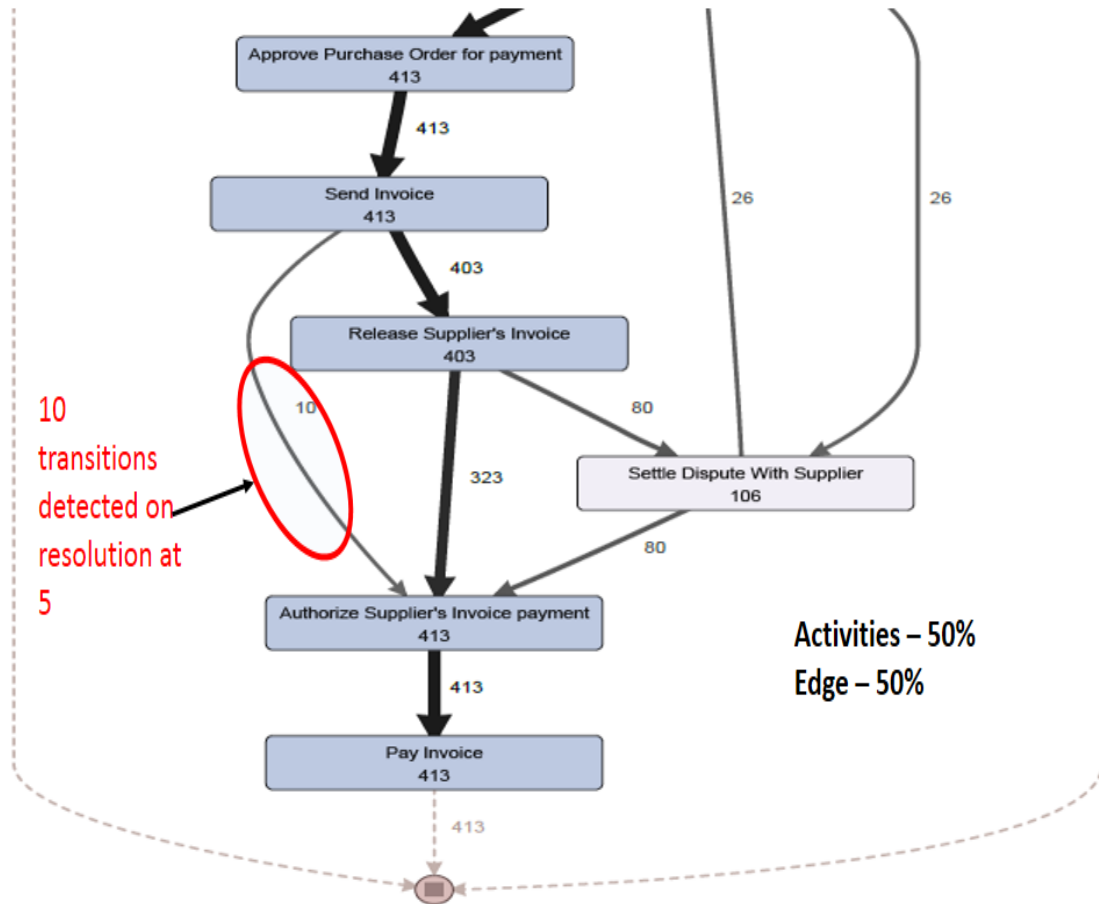 Approve Purchase Order for payment
413
413
Send Invoice
413
26
26
403
Release Supplier's Invoice
403
10
80
10
transitions
detected on
resolution at
5
323
Settle Dispute With Supplier
106
80
Authorize Supplier's Invoice payment
413
Activities – 50%
Edge – 50%
413
Pay Invoice
413
413